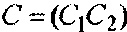 C = (C₁C₂)